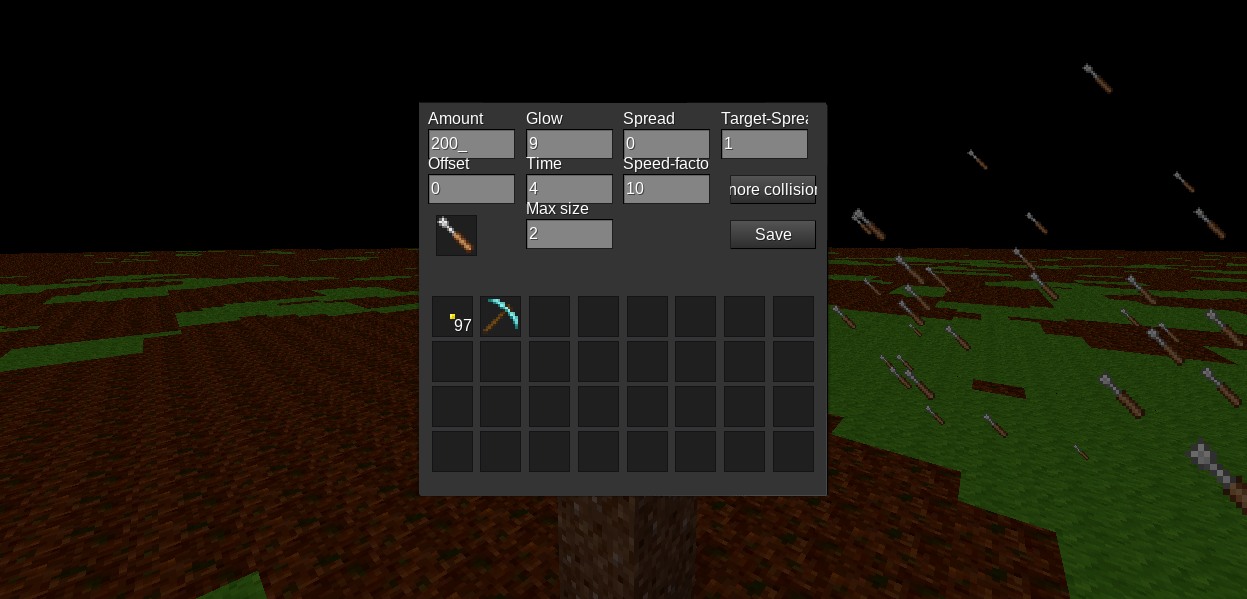 Amount Glow Spread Target-Sprea
200_ 9 0 1
Offset Time Speed-facto
0 4 10 nore collision
Max size
2 Save
97